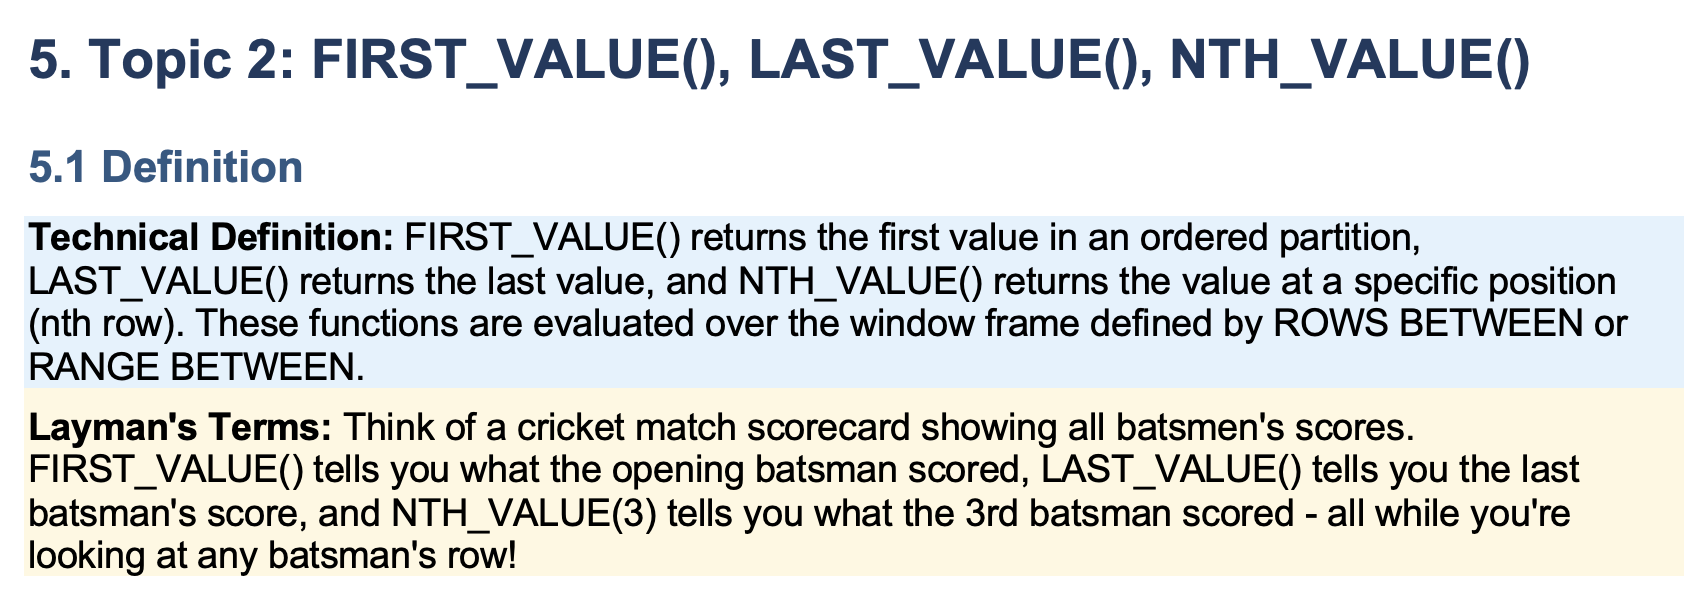 5. Topic 2: FIRST_VALUE(), LAST_VALUE(), NTH_VALUE()
5.1 Definition
Technical Definition: FIRST_VALUE() returns the first value in an ordered partition,
LAST_VALUE() returns the last value, and NTH_VALUE() returns the value at a specific position
(nth row). These functions are evaluated over the window frame defined by ROWS BETWEEN or
RANGE BETWEEN.
Layman's Terms: Think of a cricket match scorecard showing all batsmen's scores.
FIRST_VALUE() tells you what the opening batsman scored, LAST_VALUE() tells you the last
batsman's score, and NTH_VALUE(3) tells you what the 3rd batsman scored - all while you're
looking at any batsman's row!